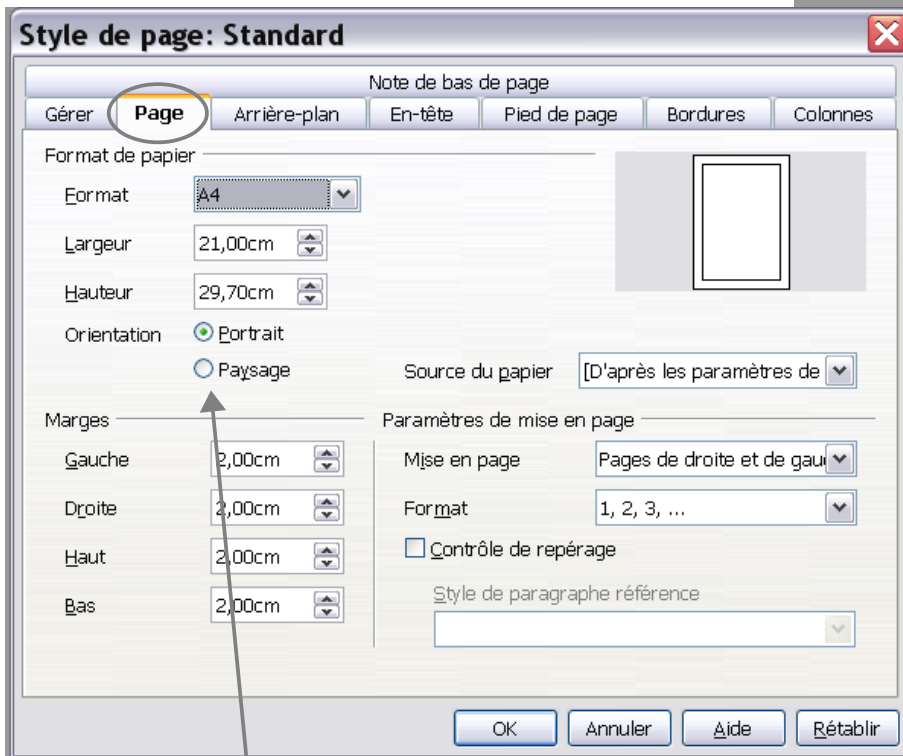 Style de page: Standard
Note de bas de page
Gérer Page Arrière-plan En-tête Pied de page Bordures Colonnes
Format de papier
Format A4
Largeur 21,00cm
Hauteur 29,70cm
Orientation Portrait
Paysage Source du papier [D'après les paramètres de
Marges Paramètres de mise en page
Gauche 2,00cm Mise en page Pages de droite et de gau
Droite 2,00cm Format 1, 2, 3, ...
Haut 2,00cm Contrôle de repérage
Bas 2,00cm Style de paragraphe référence
OK Annuler Aide Rétablir